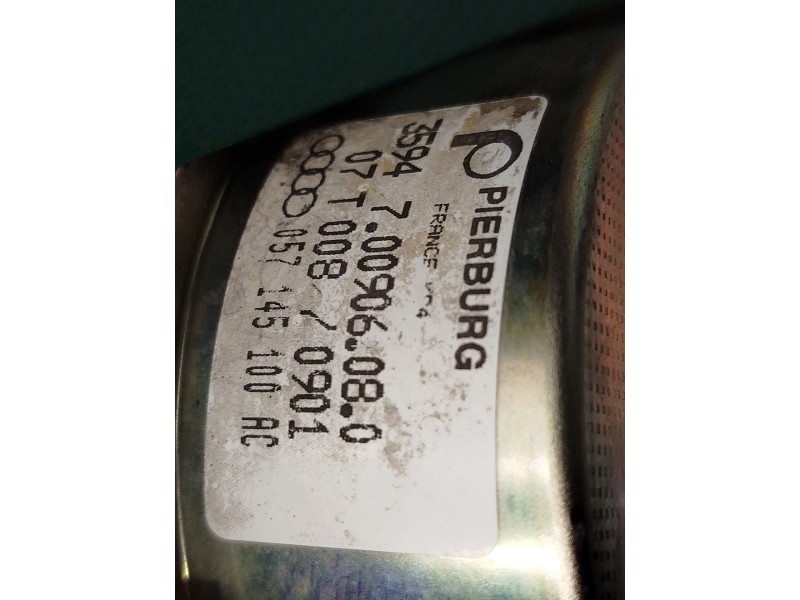 PIERBURG
FRANCE
3594 7.00906.08.0
07 T 008 / 0901
057 145 100 AC